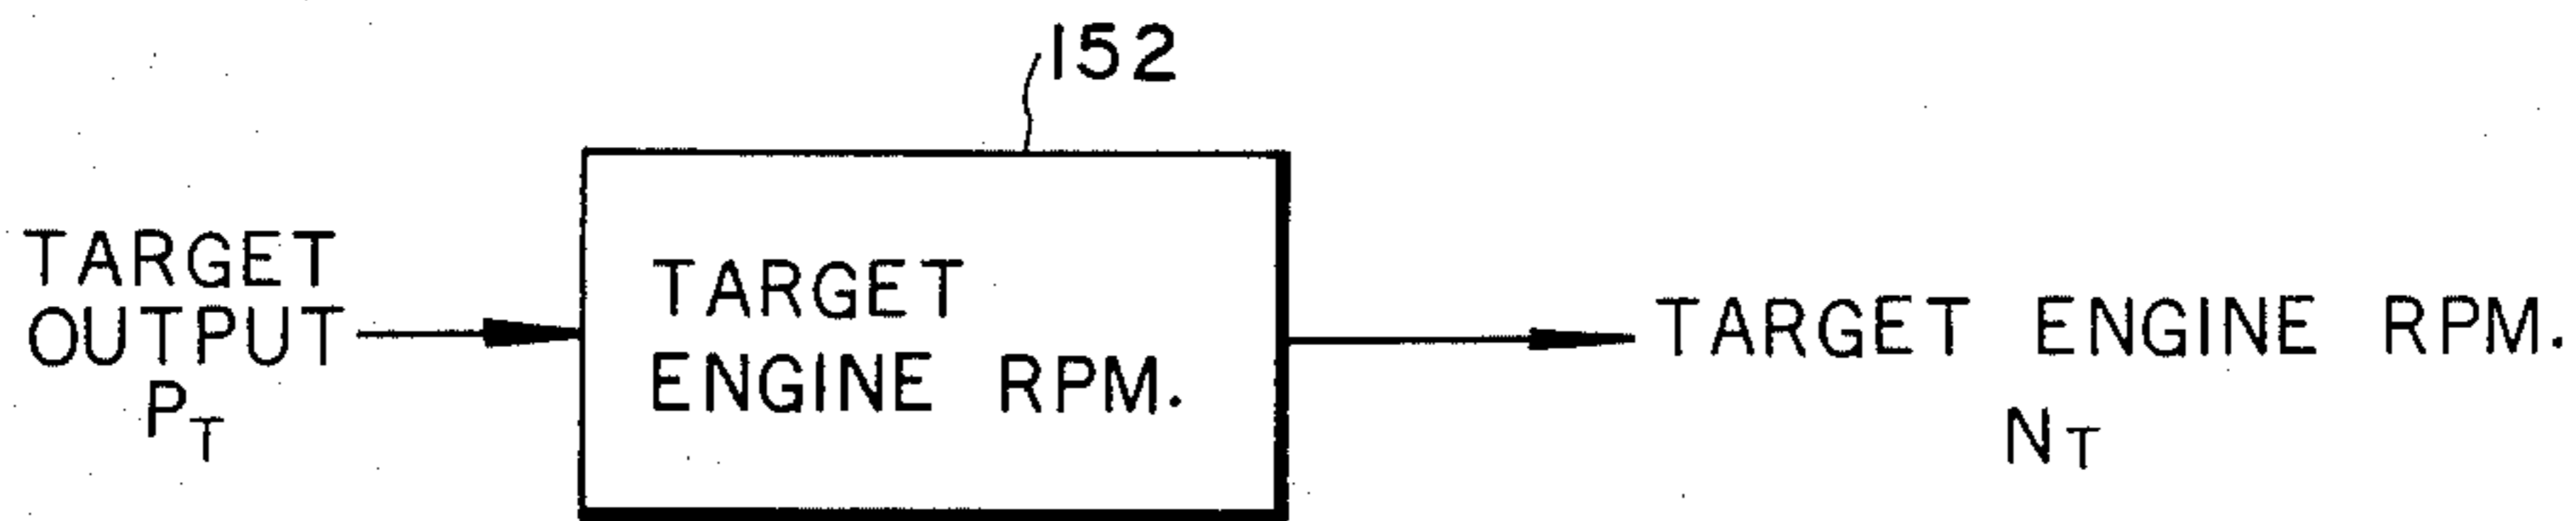 152
TARGET
OUTPUT
PT
TARGET
ENGINE RPM.
TARGET ENGINE RPM.
NT